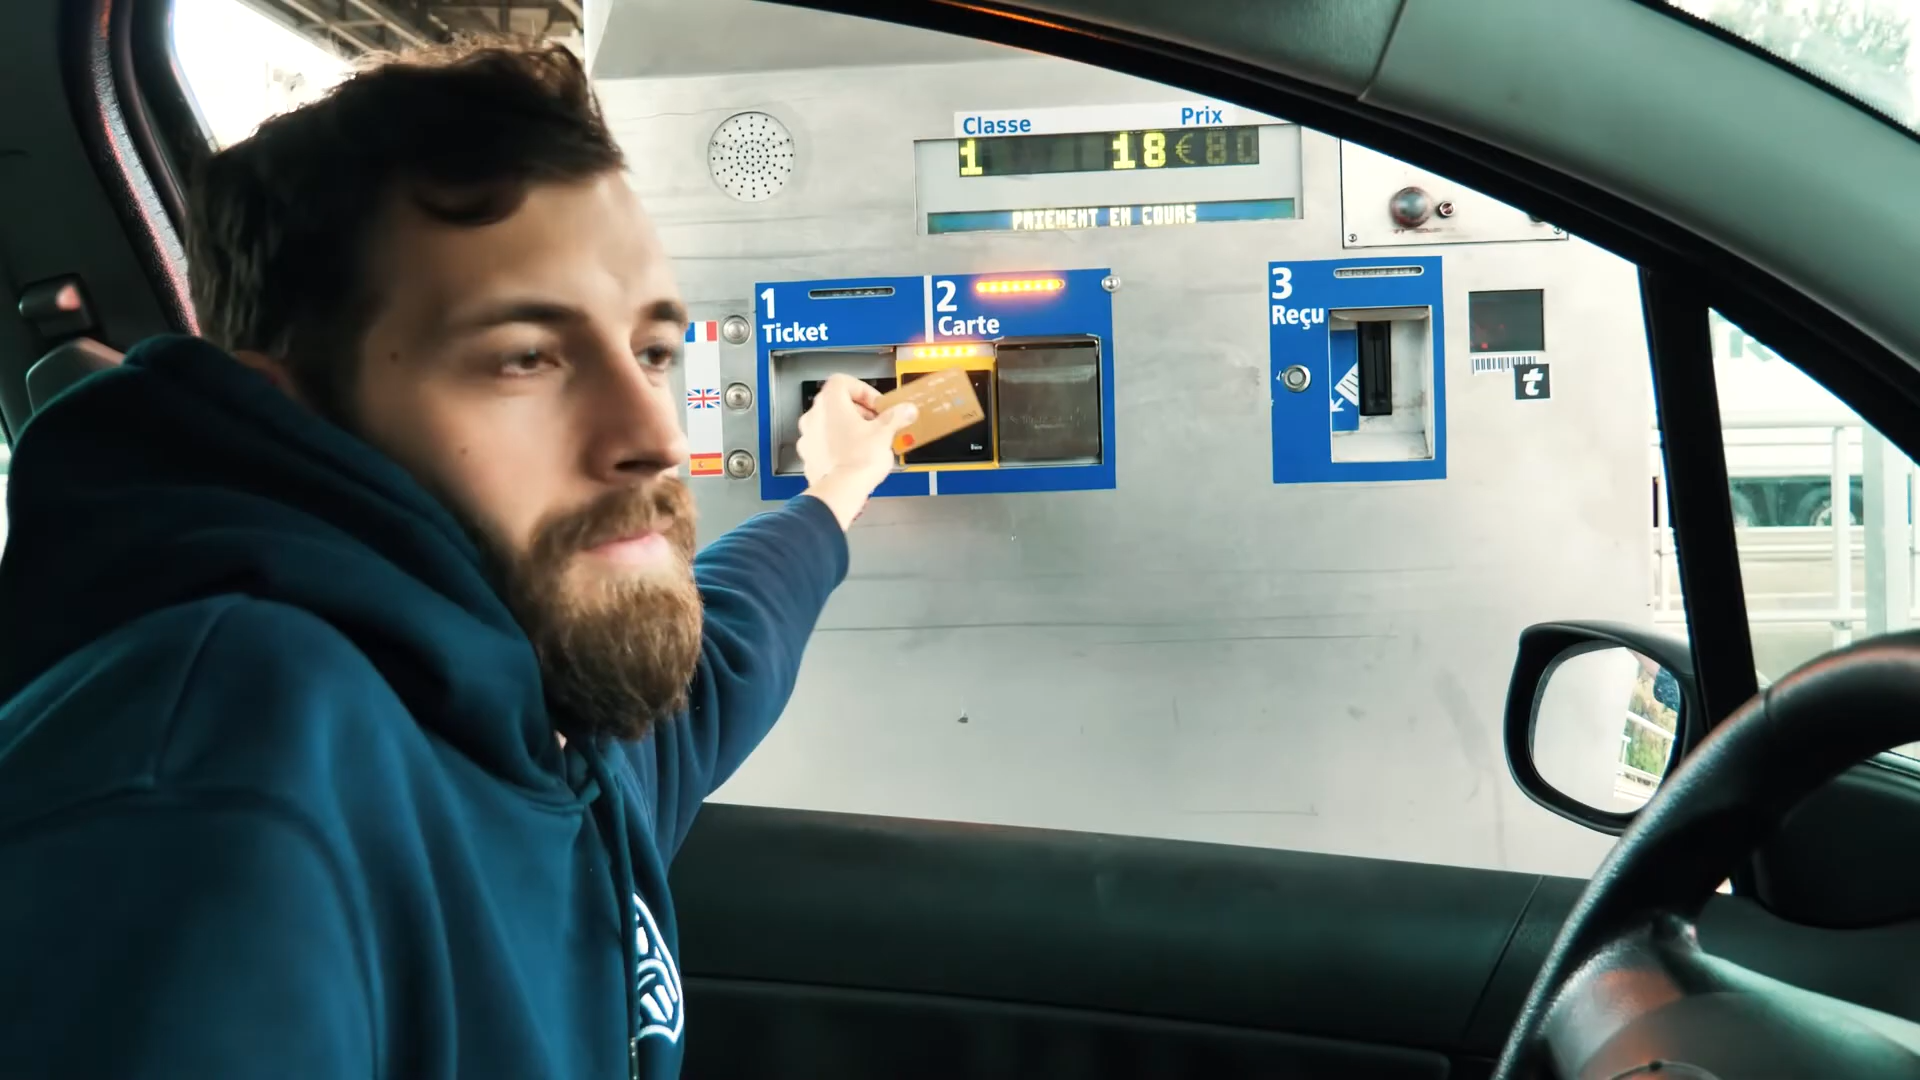 Classe Prix
1 18 € 80
PAIEMENT EN COURS
1
Ticket
2
Carte
3
Reçu
t